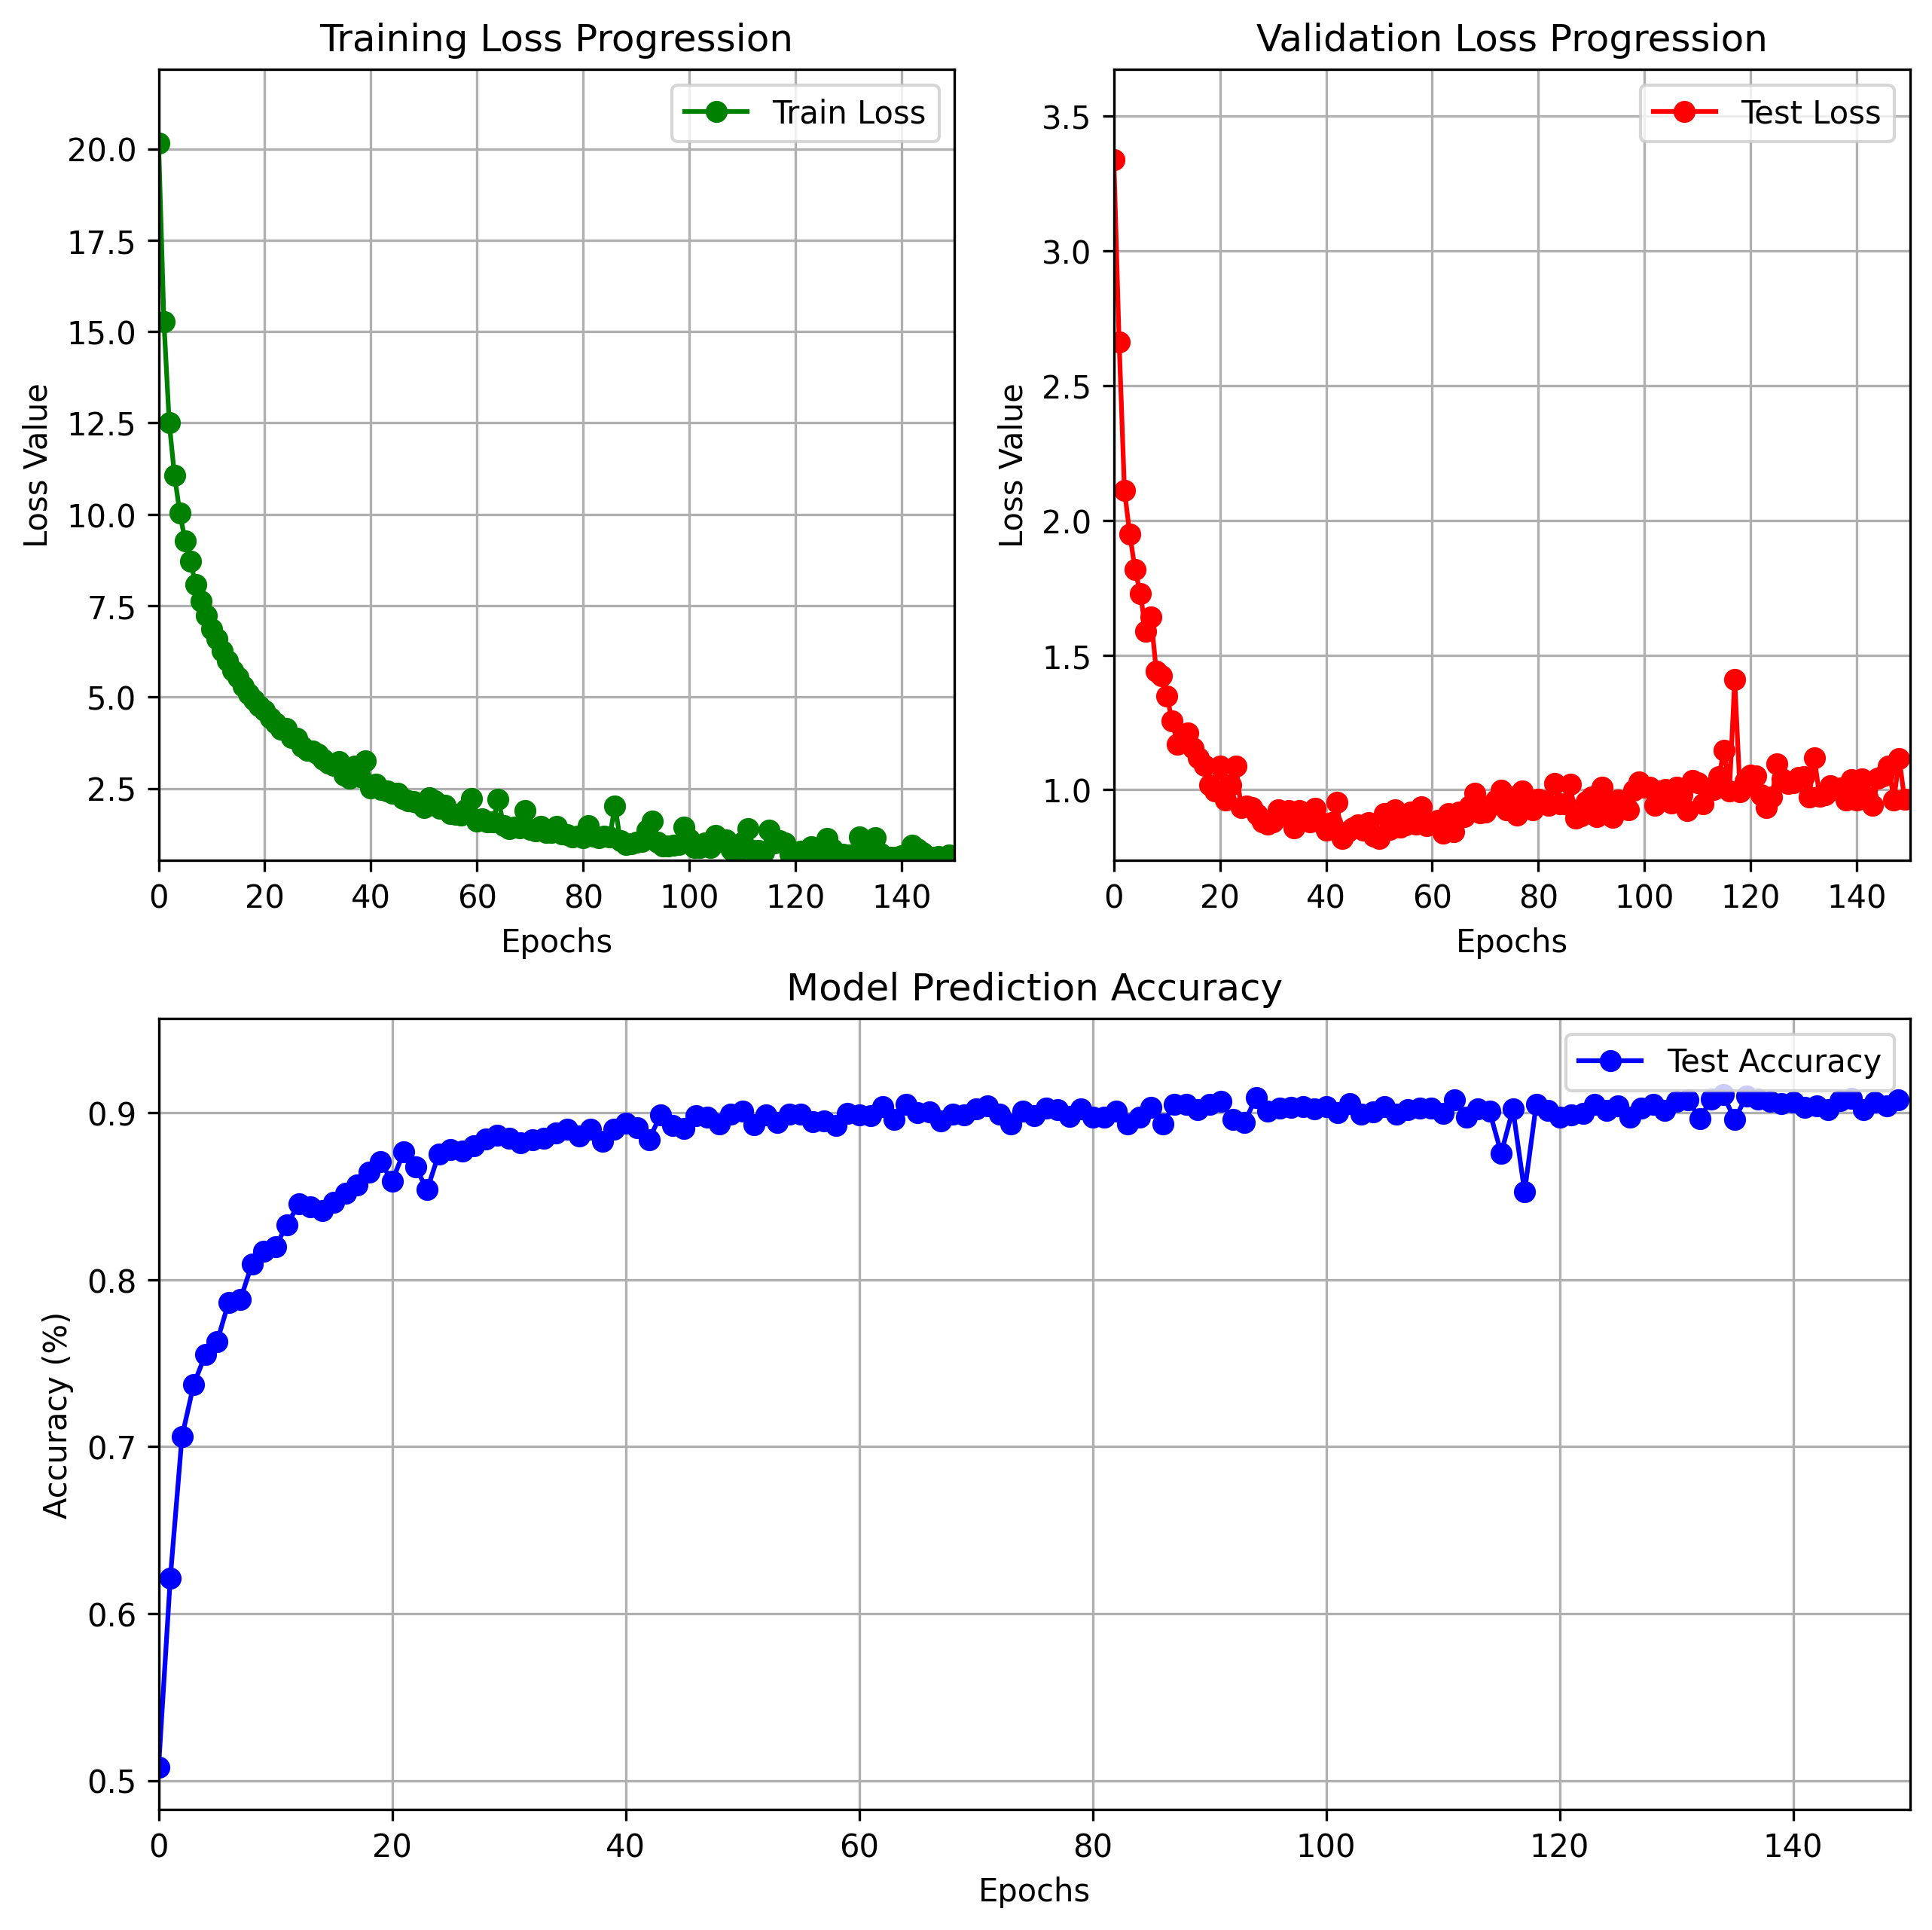 Training Loss Progression
Train Loss
Loss Value
20.0
17.5
15.0
12.5
10.0
7.5
5.0
2.5
0 20 40 60 80 100 120 140
Epochs
Validation Loss Progression
Test Loss
Loss Value
3.5
3.0
2.5
2.0
1.5
1.0
0 20 40 60 80 100 120 140
Epochs
Model Prediction Accuracy
Test Accuracy
Accuracy (%)
0.9
0.8
0.7
0.6
0.5
0 20 40 60 80 100 120 140
Epochs